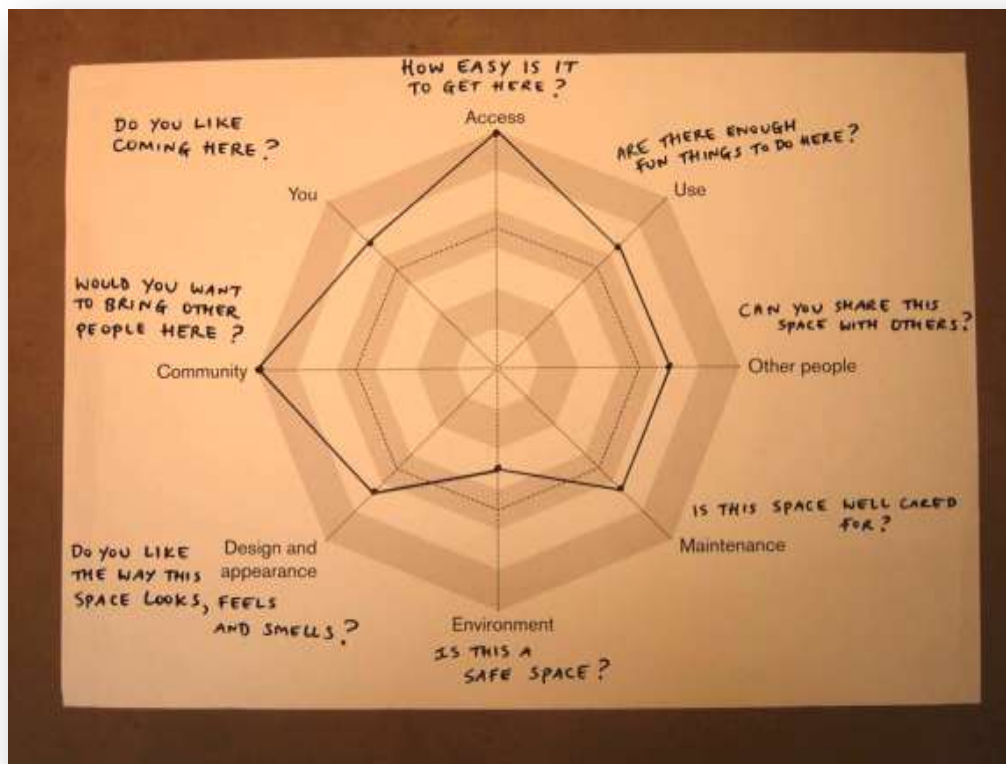 HOW EASY IS IT
TO GET HERE?
Access
DO YOU LIKE
COMING HERE?
You
ARE THERE ENOUGH
FUN THINGS TO DO HERE?
Use
WOULD YOU WANT
TO BRING OTHER
PEOPLE HERE?
Community
CAN YOU SHARE THIS
SPACE WITH OTHERS?
Other people
IS THIS SPACE WELL CARED
FOR?
Maintenance
DO YOU LIKE
THE WAY THIS
SPACE LOOKS, FEELS
AND SMELLS?
Design and
appearance
Environment
IS THIS A
SAFE SPACE?